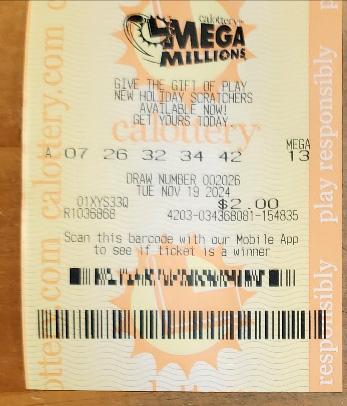 calottery
MEGA
MILLIONS
GIVE THE GIFT OF PLAY
NEW HOLIDAY SCRATCHERS
AVAILABLE NOW!
GET YOURS TODAY
calottery
MEGA
A 07 26 32 34 42 13
DRAW NUMBER 002026
TUE NOV 19 2024
01XYS33Q $2.00
R1036868 4203-034368081-154835
Scan this barcode with our Mobile App
to see if ticket is a winner
calottery.com
calottery.com
play responsibly
responsibly